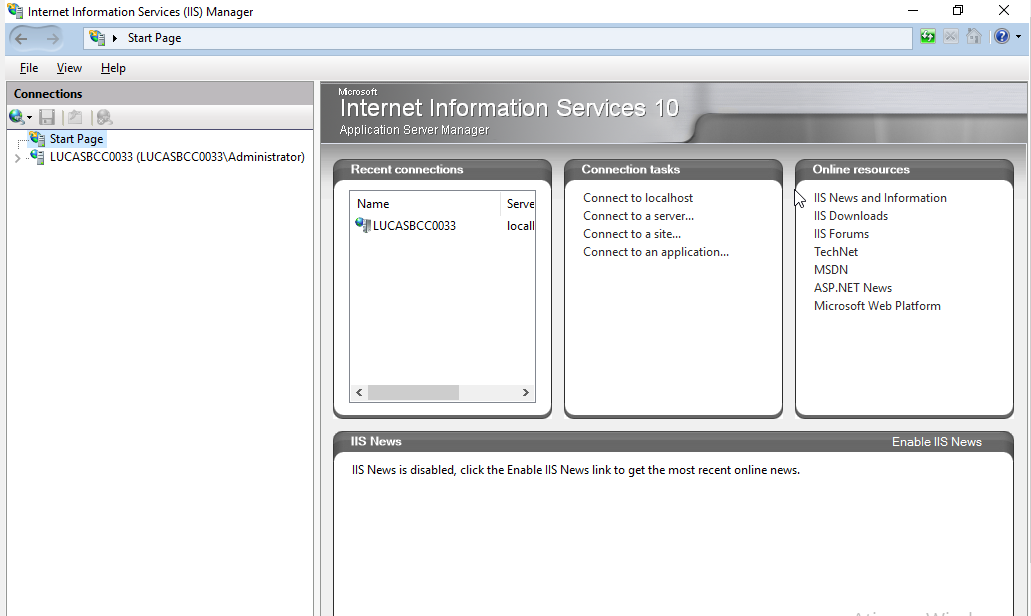 Internet Information Services (IIS) Manager
Start Page
File View Help
Connections
Start Page
LUCASBCC0033 (LUCASBCC0033\Administrator)
Microsoft
Internet Information Services 10
Application Server Manager
Recent connections
Name Serve
LUCASBCC0033 locall
Connection tasks
Connect to localhost
Connect to a server...
Connect to a site...
Connect to an application...
Online resources
IIS News and Information
IIS Downloads
IIS Forums
TechNet
MSDN
ASP.NET News
Microsoft Web Platform
IIS News Enable IIS News
IIS News is disabled, click the Enable IIS News link to get the most recent online news.